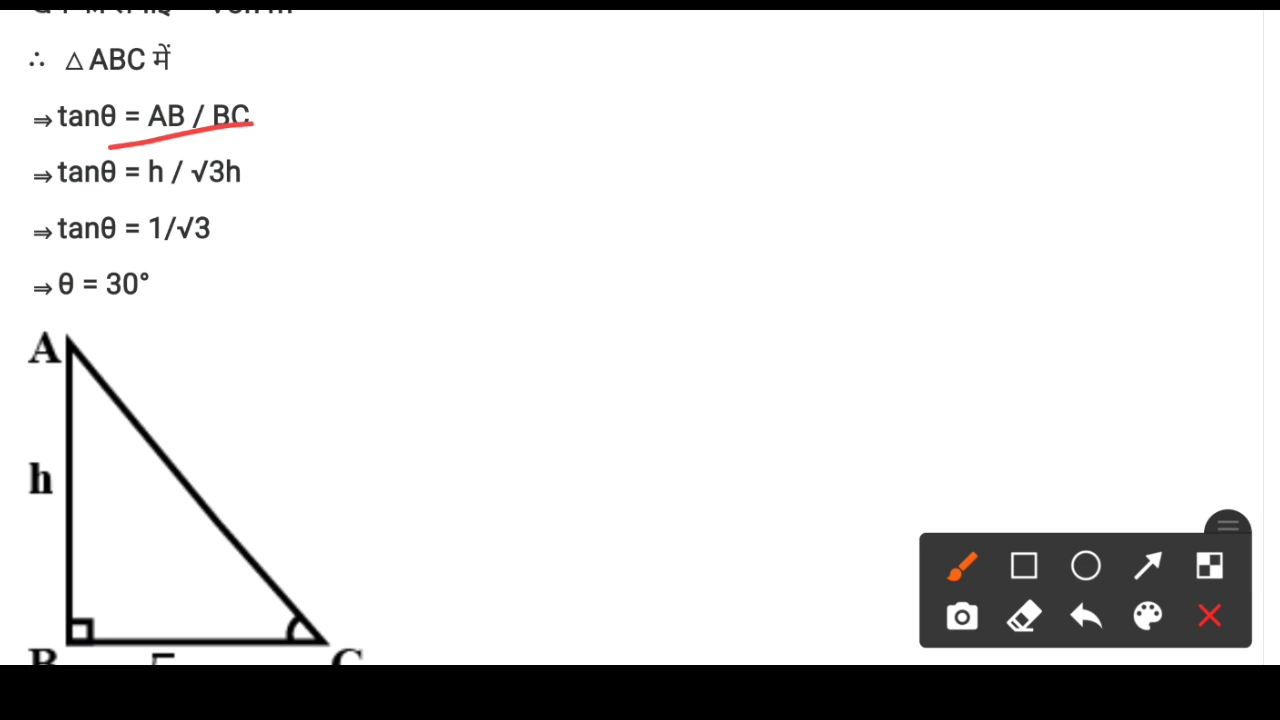 ∴ △ ABC में
⇒ tanθ = AB / BC
⇒ tanθ = h / √3h
⇒ tanθ = 1/√3
⇒ θ = 30°
A
h
B
C